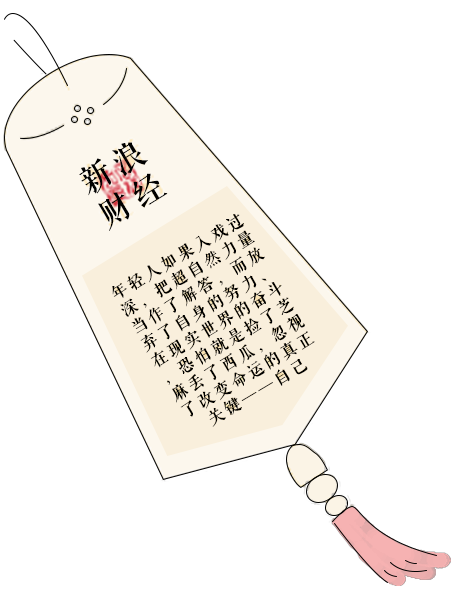 新浪
财经
年轻人如果入戏过
深，把超自然力量
当作了解答，而放
弃了自身的努力、
在现实世界的奋斗
，恐怕就是捡了芝
麻丢了西瓜，忽视
了改变命运的真正
关键——自己